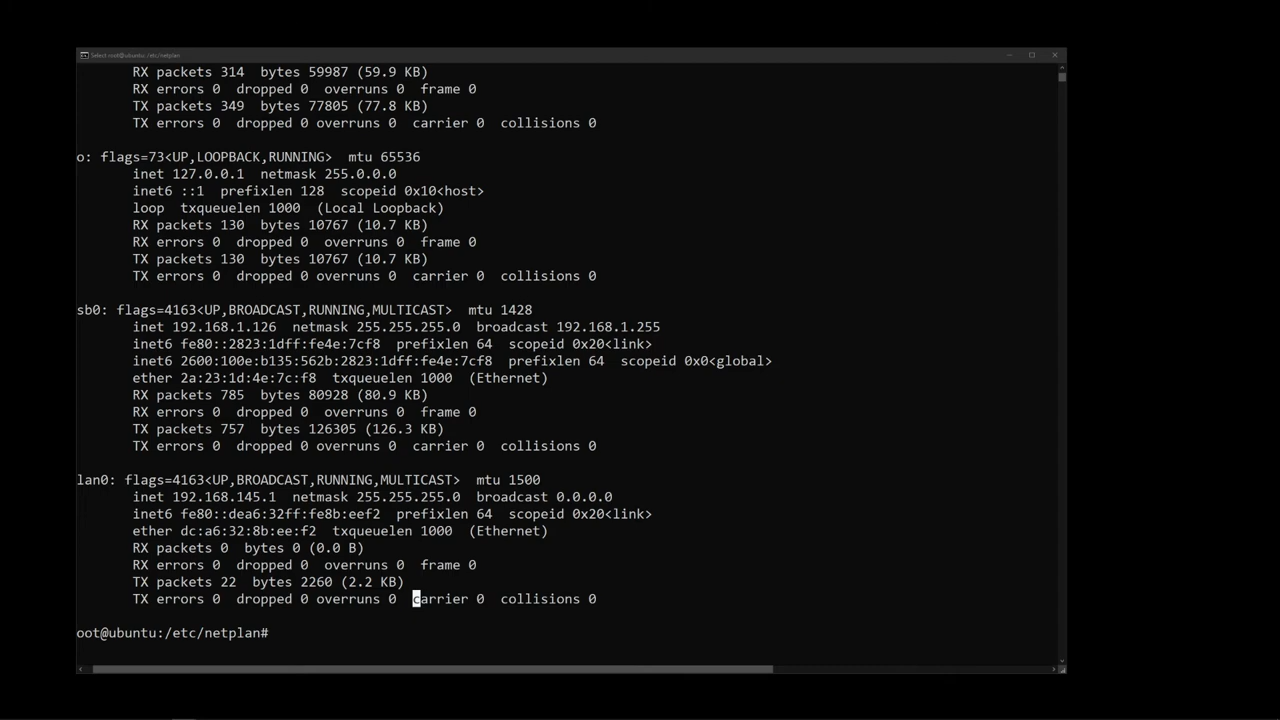 Select root@ubuntu: /etc/netplan
RX packets 314  bytes 59987 (59.9 KB)
RX errors 0  dropped 0  overruns 0  frame 0
TX packets 349  bytes 77805 (77.8 KB)
TX errors 0  dropped 0 overruns 0  carrier 0  collisions 0
o: flags=73<UP,LOOPBACK,RUNNING>  mtu 65536
inet 127.0.0.1  netmask 255.0.0.0
inet6 ::1  prefixlen 128  scopeid 0x10<host>
loop  txqueuelen 1000  (Local Loopback)
RX packets 130  bytes 10767 (10.7 KB)
RX errors 0  dropped 0  overruns 0  frame 0
TX packets 130  bytes 10767 (10.7 KB)
TX errors 0  dropped 0 overruns 0  carrier 0  collisions 0
sb0: flags=4163<UP,BROADCAST,RUNNING,MULTICAST>  mtu 1428
inet 192.168.1.126  netmask 255.255.255.0  broadcast 192.168.1.255
inet6 fe80::2823:1dff:fe4e:7cf8  prefixlen 64  scopeid 0x20<link>
inet6 2600:100e:b135:562b:2823:1dff:fe4e:7cf8  prefixlen 64  scopeid 0x0<global>
ether 2a:23:1d:4e:7c:f8  txqueuelen 1000  (Ethernet)
RX packets 785  bytes 80928 (80.9 KB)
RX errors 0  dropped 0  overruns 0  frame 0
TX packets 757  bytes 126305 (126.3 KB)
TX errors 0  dropped 0 overruns 0  carrier 0  collisions 0
lan0: flags=4163<UP,BROADCAST,RUNNING,MULTICAST>  mtu 1500
inet 192.168.145.1  netmask 255.255.255.0  broadcast 0.0.0.0
inet6 fe80::dea6:32ff:fe8b:eef2  prefixlen 64  scopeid 0x20<link>
ether dc:a6:32:8b:ee:f2  txqueuelen 1000  (Ethernet)
RX packets 0  bytes 0 (0.0 B)
RX errors 0  dropped 0  overruns 0  frame 0
TX packets 22  bytes 2260 (2.2 KB)
TX errors 0  dropped 0 overruns 0  carrier 0  collisions 0
oot@ubuntu:/etc/netplan#